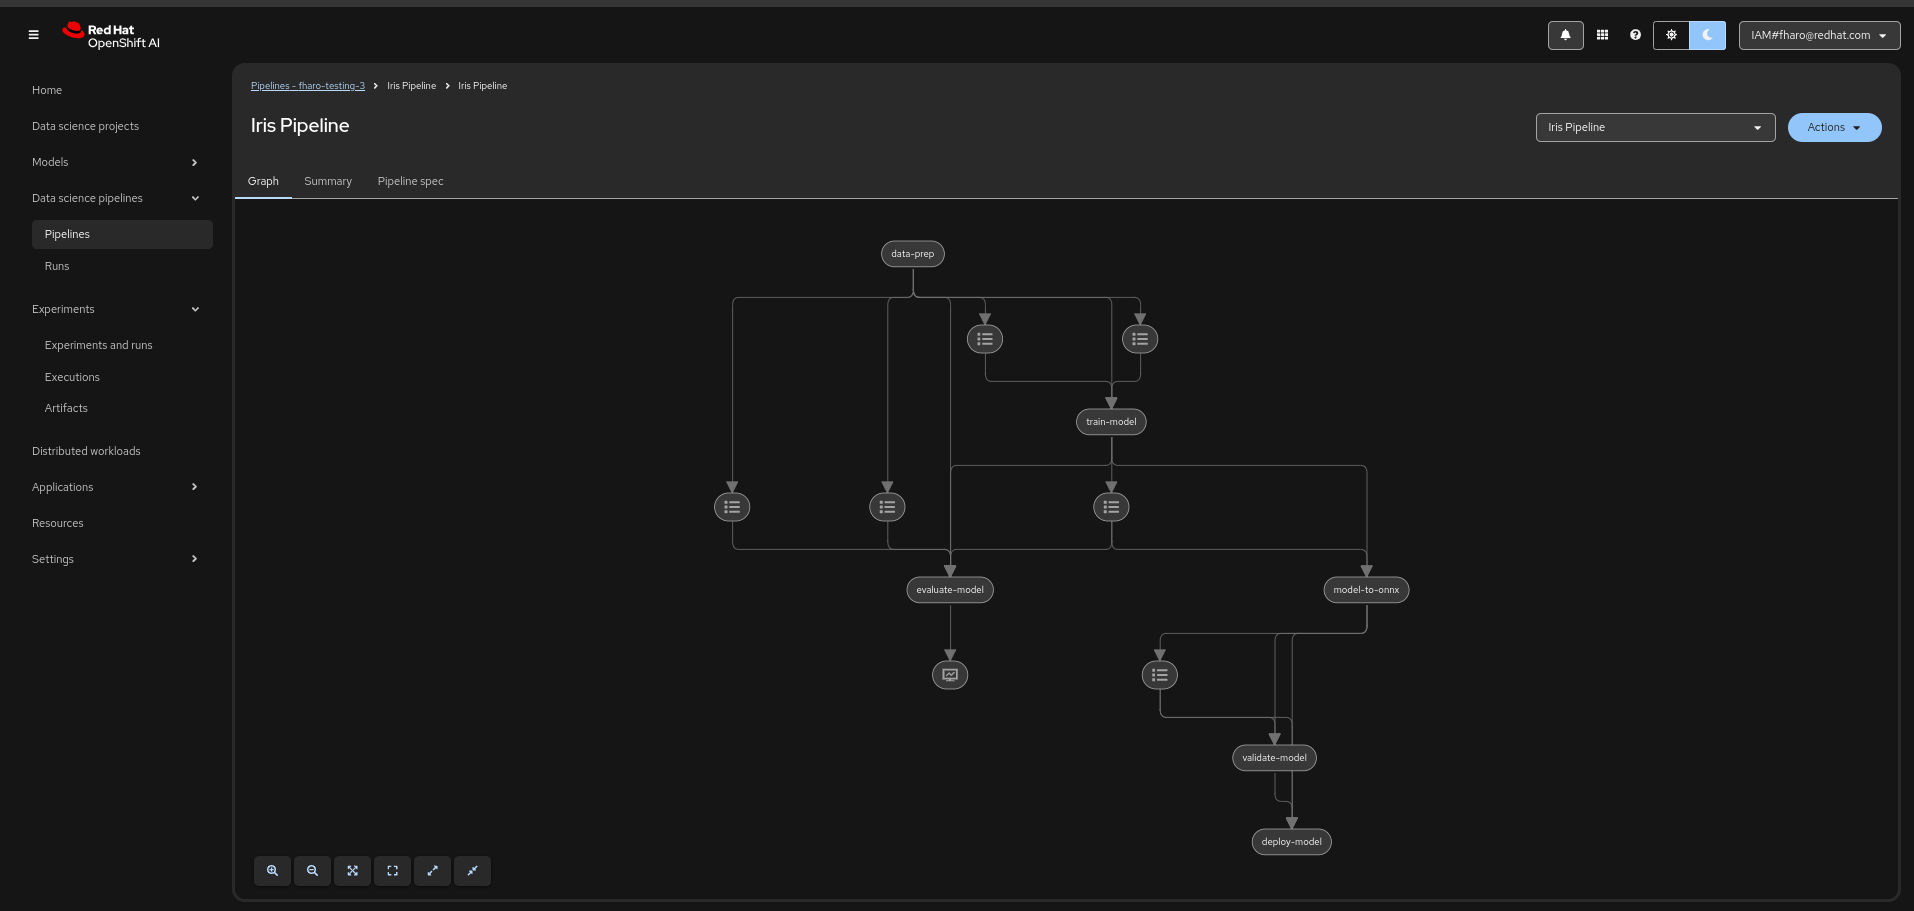 Red Hat
OpenShift AI
IAM#fharo@redhat.com
Home
Data science projects
Models
Data science pipelines
Pipelines
Runs
Experiments
Experiments and runs
Executions
Artifacts
Distributed workloads
Applications
Resources
Settings
Pipelines - fharo-testing-3 > Iris Pipeline > Iris Pipeline
Iris Pipeline
Iris Pipeline
Actions
Graph Summary Pipeline spec
data-prep
train-model
evaluate-model
model-to-onnx
validate-model
deploy-model